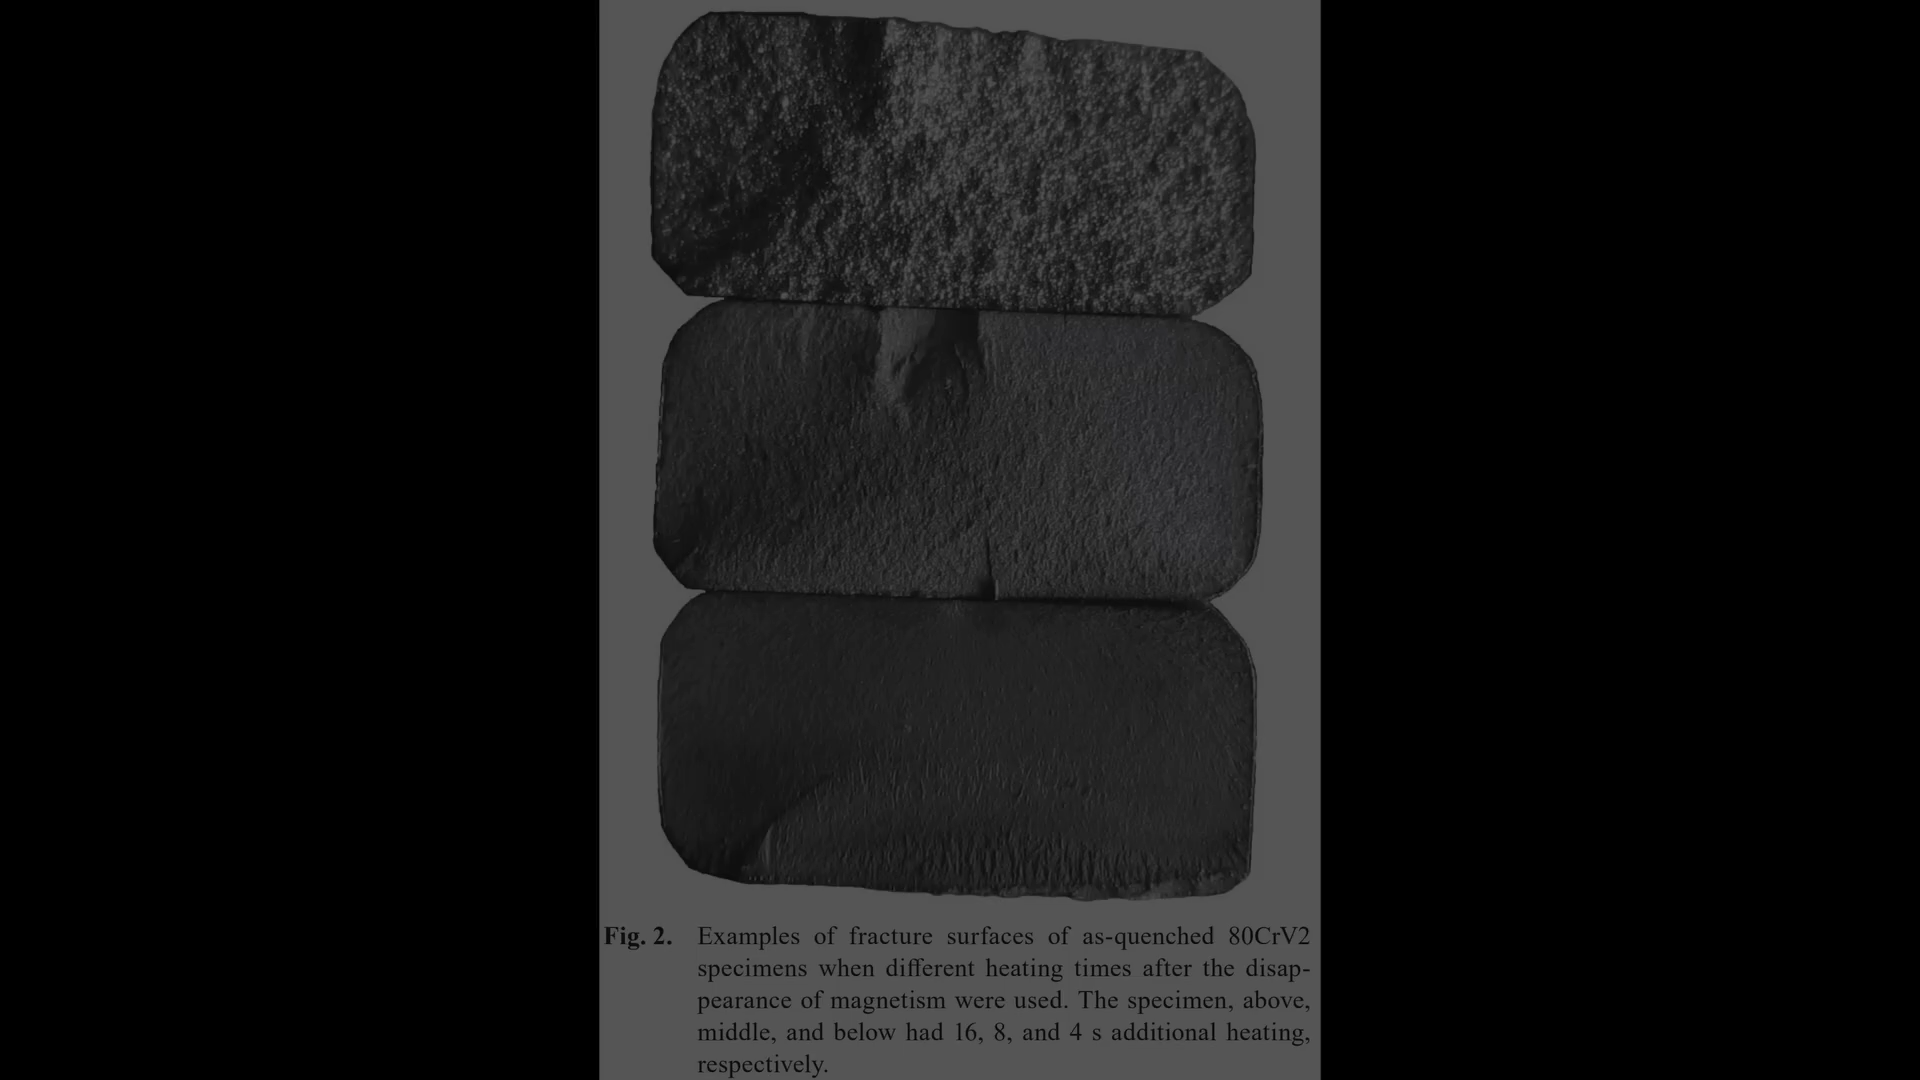 Fig. 2. Examples of fracture surfaces of as-quenched 80CrV2
specimens when different heating times after the disap-
pearance of magnetism were used. The specimen, above,
middle, and below had 16, 8, and 4 s additional heating,
respectively.